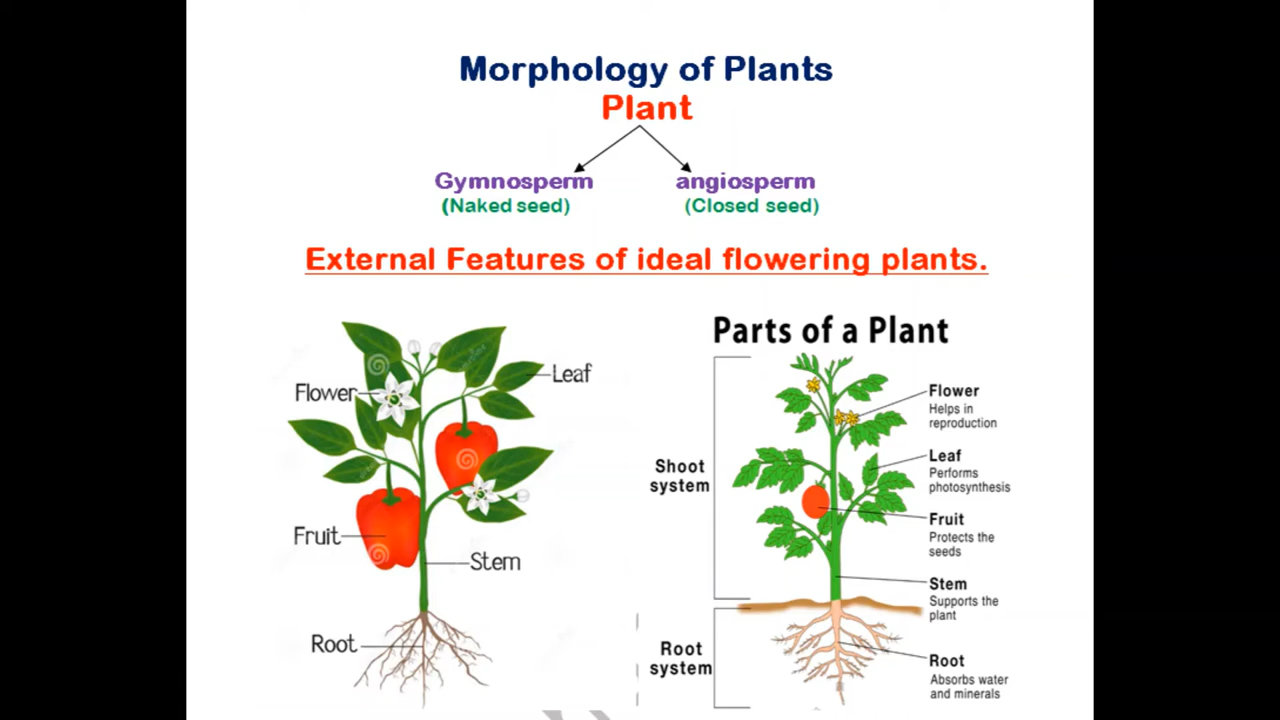 Morphology of Plants
Plant
Gymnosperm angiosperm
(Naked seed) (Closed seed)
External Features of ideal flowering plants.
Flower
Leaf
Fruit
Stem
Root
Parts of a Plant
Shoot
system
Root
system
Flower
Helps in
reproduction
Leaf
Performs
photosynthesis
Fruit
Protects the
seeds
Stem
Supports the
plant
Root
Absorbs water
and minerals